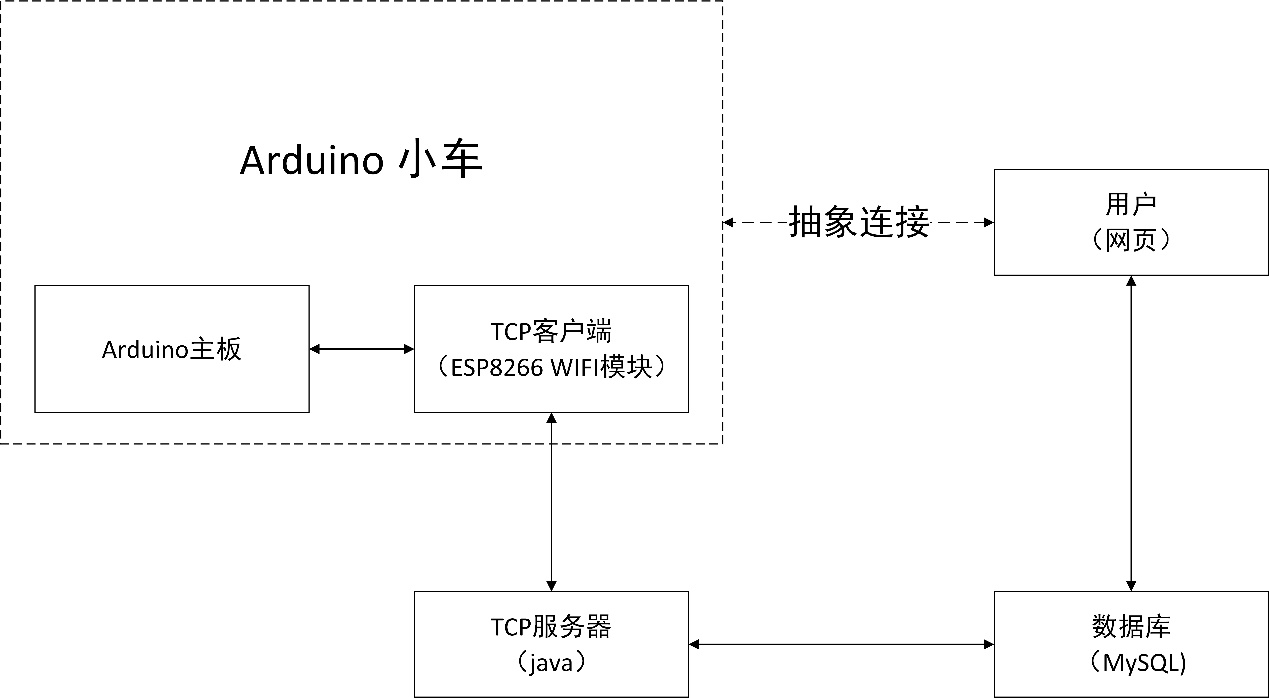 Arduino 小车
抽象连接
用户
（网页）
Arduino主板
TCP客户端
（ESP8266 WIFI模块）
TCP服务器
（java）
数据库
（MySQL)